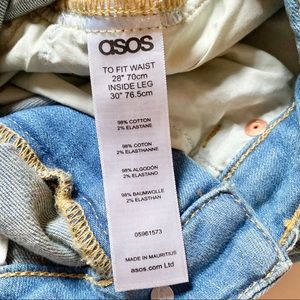 asos
TO FIT WAIST
28" 70cm
INSIDE LEG
30" 76.5cm
98% COTTON
2% ELASTANE
98% COTON
2% ELASTHANNE
98% ALGODÓN
2% ELASTANO
98% BAUMWOLLE
2% ELASTHAN
05961573
MADE IN MAURITIUS
asos.com Ltd